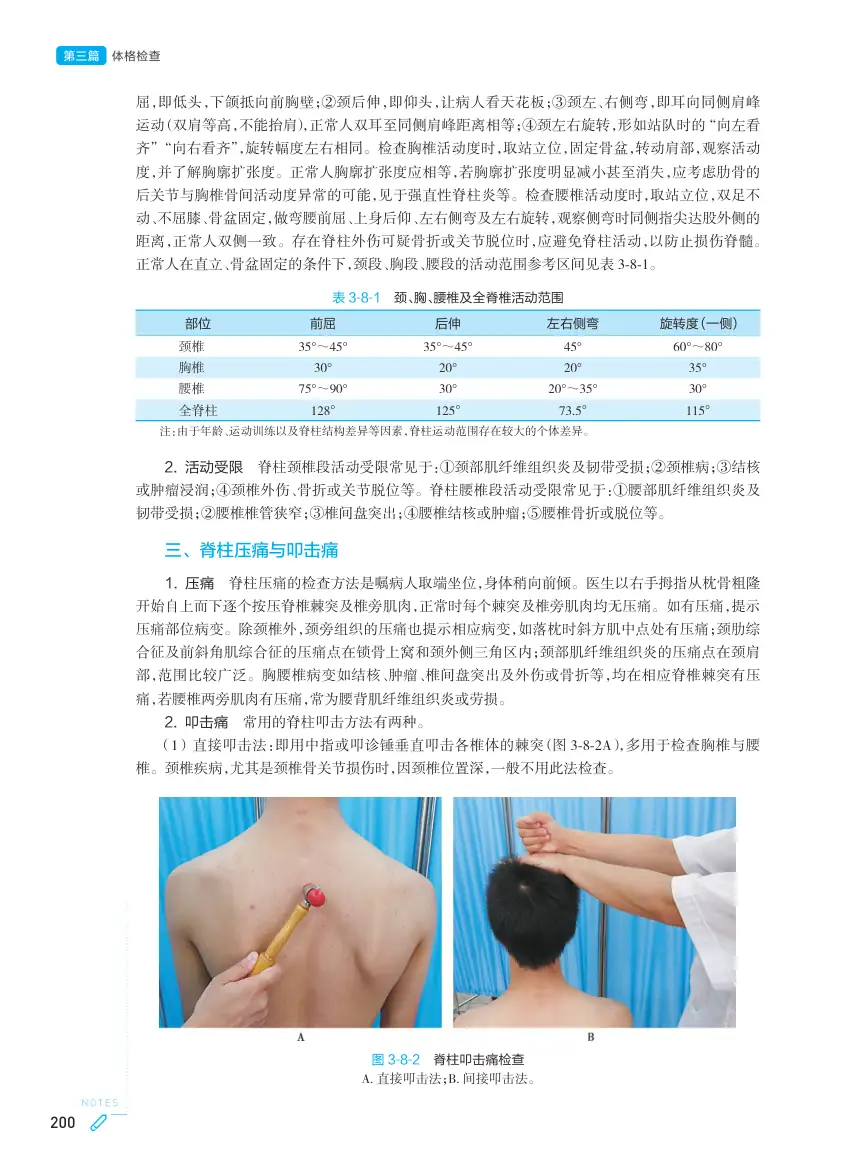 第三篇 体格检查
屈,即低头,下颌抵向前胸壁;②颈后伸,即仰头,让病人看天花板;③颈左、右侧弯,即耳向同侧肩峰
运动(双肩等高,不能抬肩),正常人双耳至同侧肩峰距离相等;④颈左右旋转,形如站队时的“向左看
齐”“向右看齐”,旋转幅度左右相同。检查胸椎活动度时,取站立位,固定骨盆,转动肩部,观察活动
度,并了解胸廓扩张度。正常人胸廓扩张度应相等,若胸廓扩张度明显减小甚至消失,应考虑肋骨的
后关节与胸椎骨间活动度异常的可能,见于强直性脊柱炎等。检查腰椎活动度时,取站立位,双足不
动、不屈膝、骨盆固定,做弯腰前屈、上身后仰、左右侧弯及左右旋转,观察侧弯时同侧指尖达股外侧的
距离,正常人双侧一致。存在脊柱外伤可疑骨折或关节脱位时,应避免脊柱活动,以防止损伤脊髓。
正常人在直立、骨盆固定的条件下,颈段、胸段、腰段的活动范围参考区间见表 3-8-1。
表 3-8-1 颈、胸、腰椎及全脊椎活动范围
部位 前屈 后伸 左右侧弯 旋转度(一侧)
颈椎 35°~45° 35°~45° 45° 60°~80°
胸椎 30° 20° 20° 35°
腰椎 75°~90° 30° 20°~35° 30°
全脊柱 128° 125° 73.5° 115°
注:由于年龄、运动训练以及脊柱结构差异等因素,脊柱运动范围存在较大的个体差异。
2. 活动受限 脊柱颈椎段活动受限常见于:①颈部肌纤维组织炎及韧带受损;②颈椎病;③结核
或肿瘤浸润;④颈椎外伤、骨折或关节脱位等。脊柱腰椎段活动受限常见于:①腰部肌纤维组织炎及
韧带受损;②腰椎椎管狭窄;③椎间盘突出;④腰椎结核或肿瘤;⑤腰椎骨折或脱位等。
三、脊柱压痛与叩击痛
1. 压痛 脊柱压痛的检查方法是嘱病人取端坐位,身体稍向前倾。医生以右手拇指从枕骨粗隆
开始自上而下逐个按压脊椎棘突及椎旁肌肉,正常时每个棘突及椎旁肌肉均无压痛。如有压痛,提示
压痛部位病变。除颈椎外,颈旁组织的压痛也提示相应病变,如落枕时斜方肌中点处有压痛;颈肋综
合征及前斜角肌综合征的压痛点在锁骨上窝和颈外侧三角区内;颈部肌纤维组织炎的压痛点在颈肩
部,范围比较广泛。胸腰椎病变如结核、肿瘤、椎间盘突出及外伤或骨折等,均在相应脊椎棘突有压
痛,若腰椎两旁肌肉有压痛,常为腰背肌纤维组织炎或劳损。
2. 叩击痛 常用的脊柱叩击方法有两种。
(1)直接叩击法:即用中指或叩诊锤垂直叩击各椎体的棘突(图 3-8-2A),多用于检查胸椎与腰
椎。颈椎疾病,尤其是颈椎骨关节损伤时,因颈椎位置深,一般不用此法检查。
A B
图 3-8-2 脊柱叩击痛检查
A. 直接叩击法;B. 间接叩击法。
NOTES
200